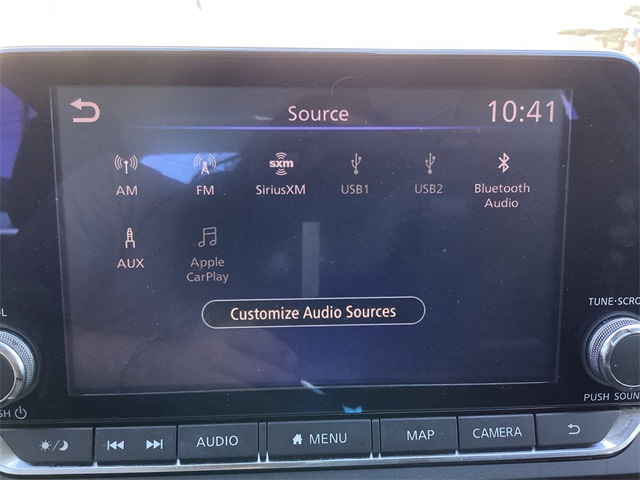 Source
10:41
AM
FM
sxm
SiriusXM
USB1
USB2
Bluetooth
Audio
AUX
Apple
CarPlay
Customize Audio Sources
TUNE·SCRO
PUSH SOUN
AUDIO
MENU
MAP
CAMERA